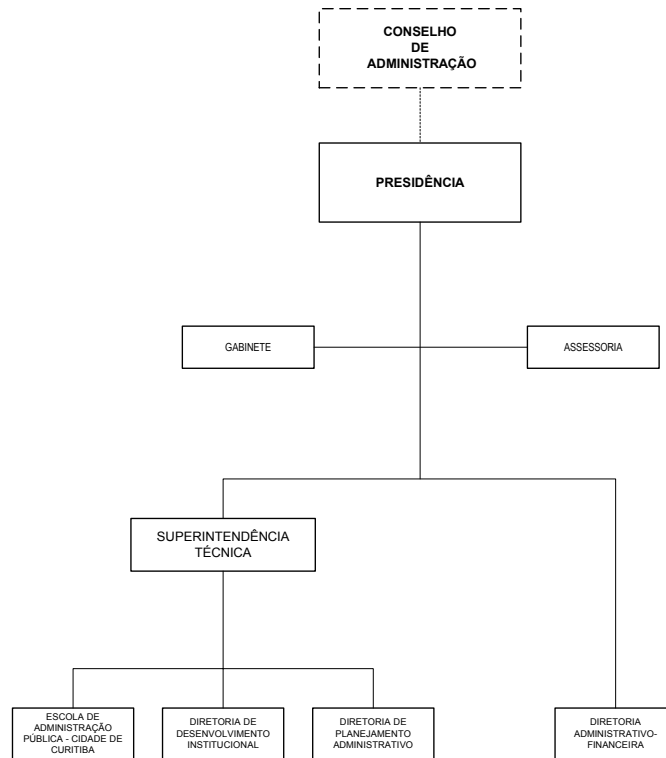 CONSELHO
DE
ADMINISTRAÇÃO
PRESIDÊNCIA
GABINETE
ASSESSORIA
SUPERINTENDÊNCIA
TÉCNICA
ESCOLA DE
ADMINISTRAÇÃO
PÚBLICA - CIDADE DE
CURITIBA
DIRETORIA DE
DESENVOLVIMENTO
INSTITUCIONAL
DIRETORIA DE
PLANEJAMENTO
ADMINISTRATIVO
DIRETORIA
ADMINISTRATIVO-
FINANCEIRA